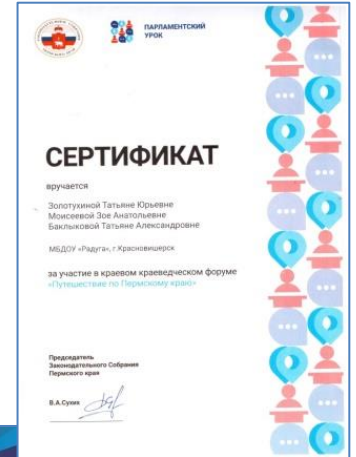 ПАРЛАМЕНТСКИЙ
УРОК
СЕРТИФИКАТ
вручается
Золотухиной Татьяне Юрьевне
Моисеевой Зое Анатольевне
Баклыковой Татьяне Александровне
МБДОУ «Радуга», г.Красновишерск
за участие в краевом краеведческом форуме
«Путешествие по Пермскому краю»
Председатель
Законодательного Собрания
Пермского края
В.А.Сухих